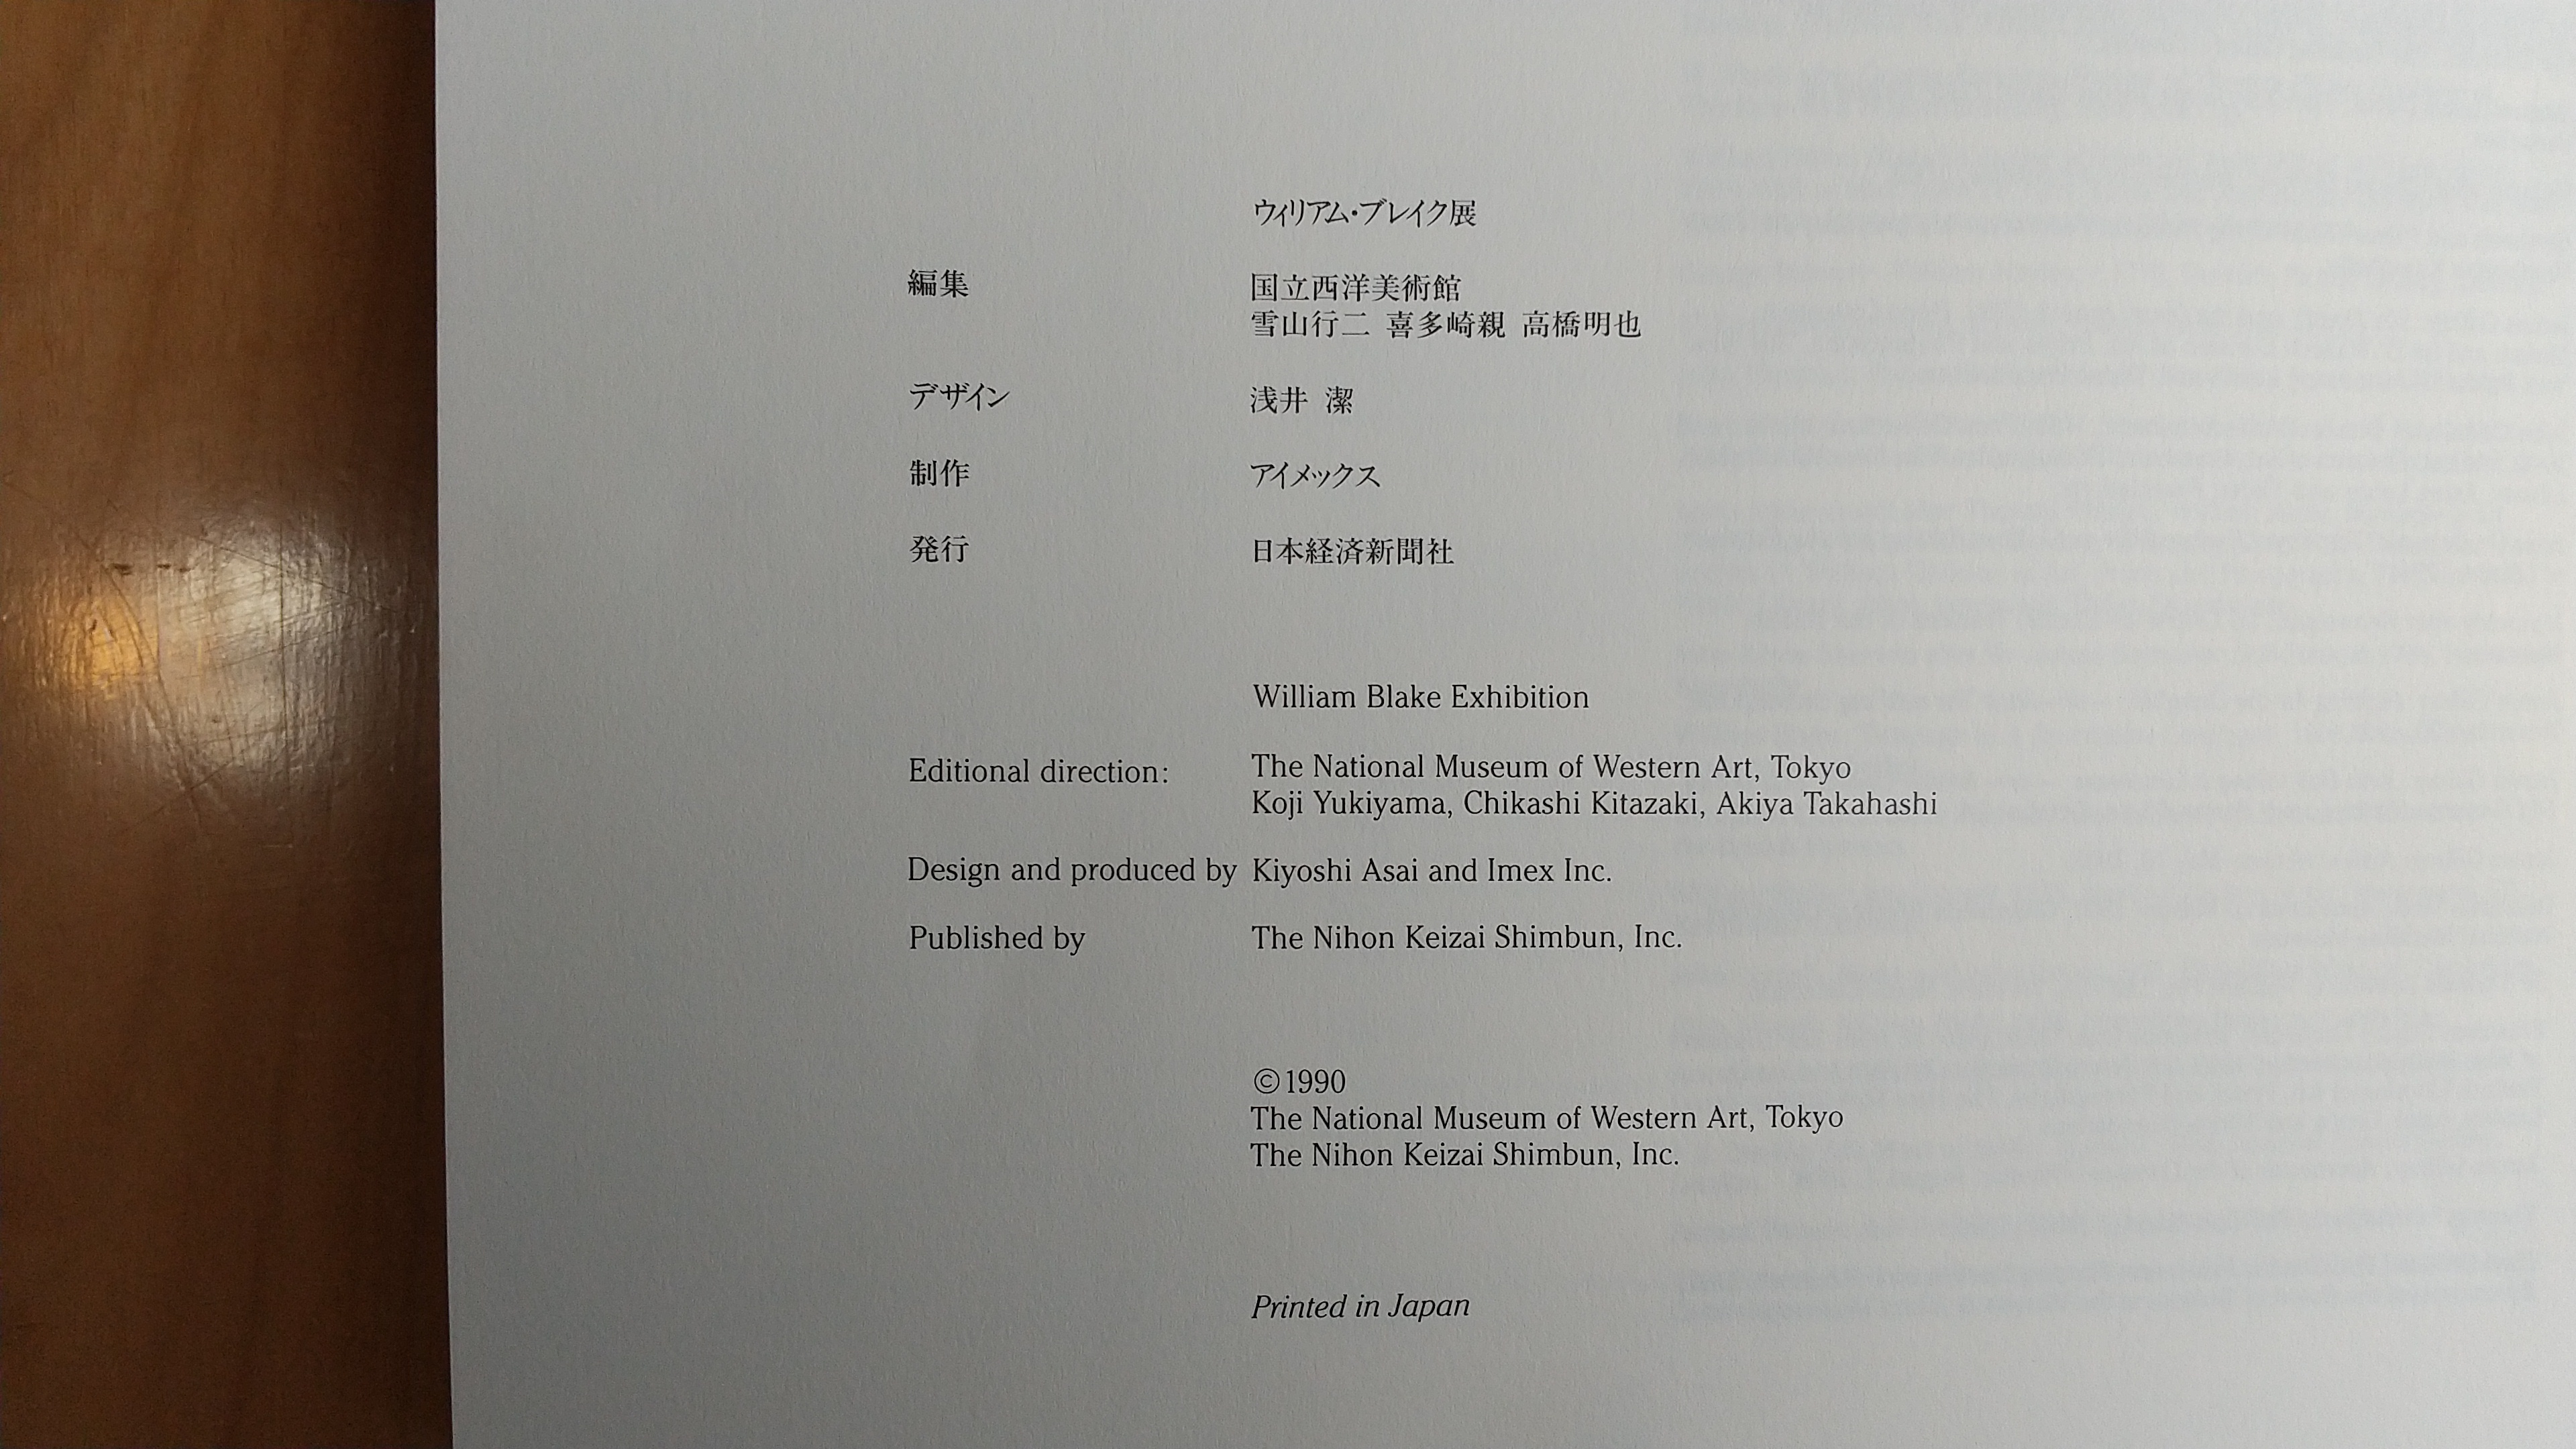 ウィリアム・ブレイク展
編集 国立西洋美術館
雪山行二 喜多崎親 高橋明也
デザイン 浅井 潔
制作 アイメックス
発行 日本経済新聞社
William Blake Exhibition
Editional direction: The National Museum of Western Art, Tokyo
Koji Yukiyama, Chikashi Kitazaki, Akiya Takahashi
Design and produced by Kiyoshi Asai and Imex Inc.
Published by The Nihon Keizai Shimbun, Inc.
©1990
The National Museum of Western Art, Tokyo
The Nihon Keizai Shimbun, Inc.
Printed in Japan